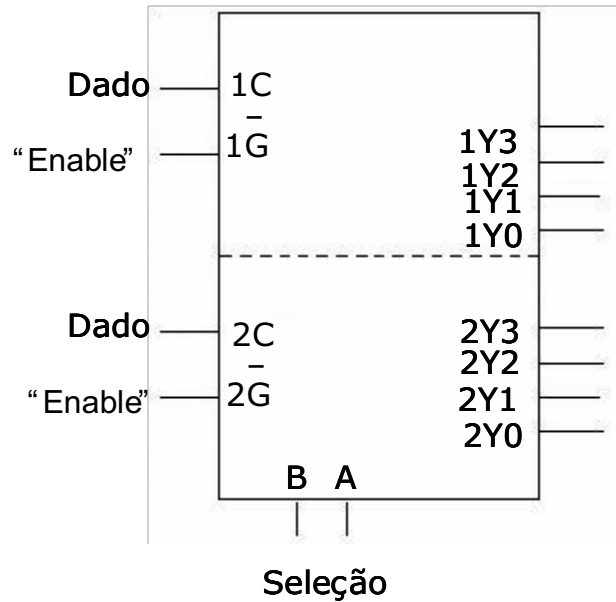 Dado 1C
“Enable” 1G
1Y3
1Y2
1Y1
1Y0
Dado 2C
“Enable” 2G
2Y3
2Y2
2Y1
2Y0
B A
Seleção